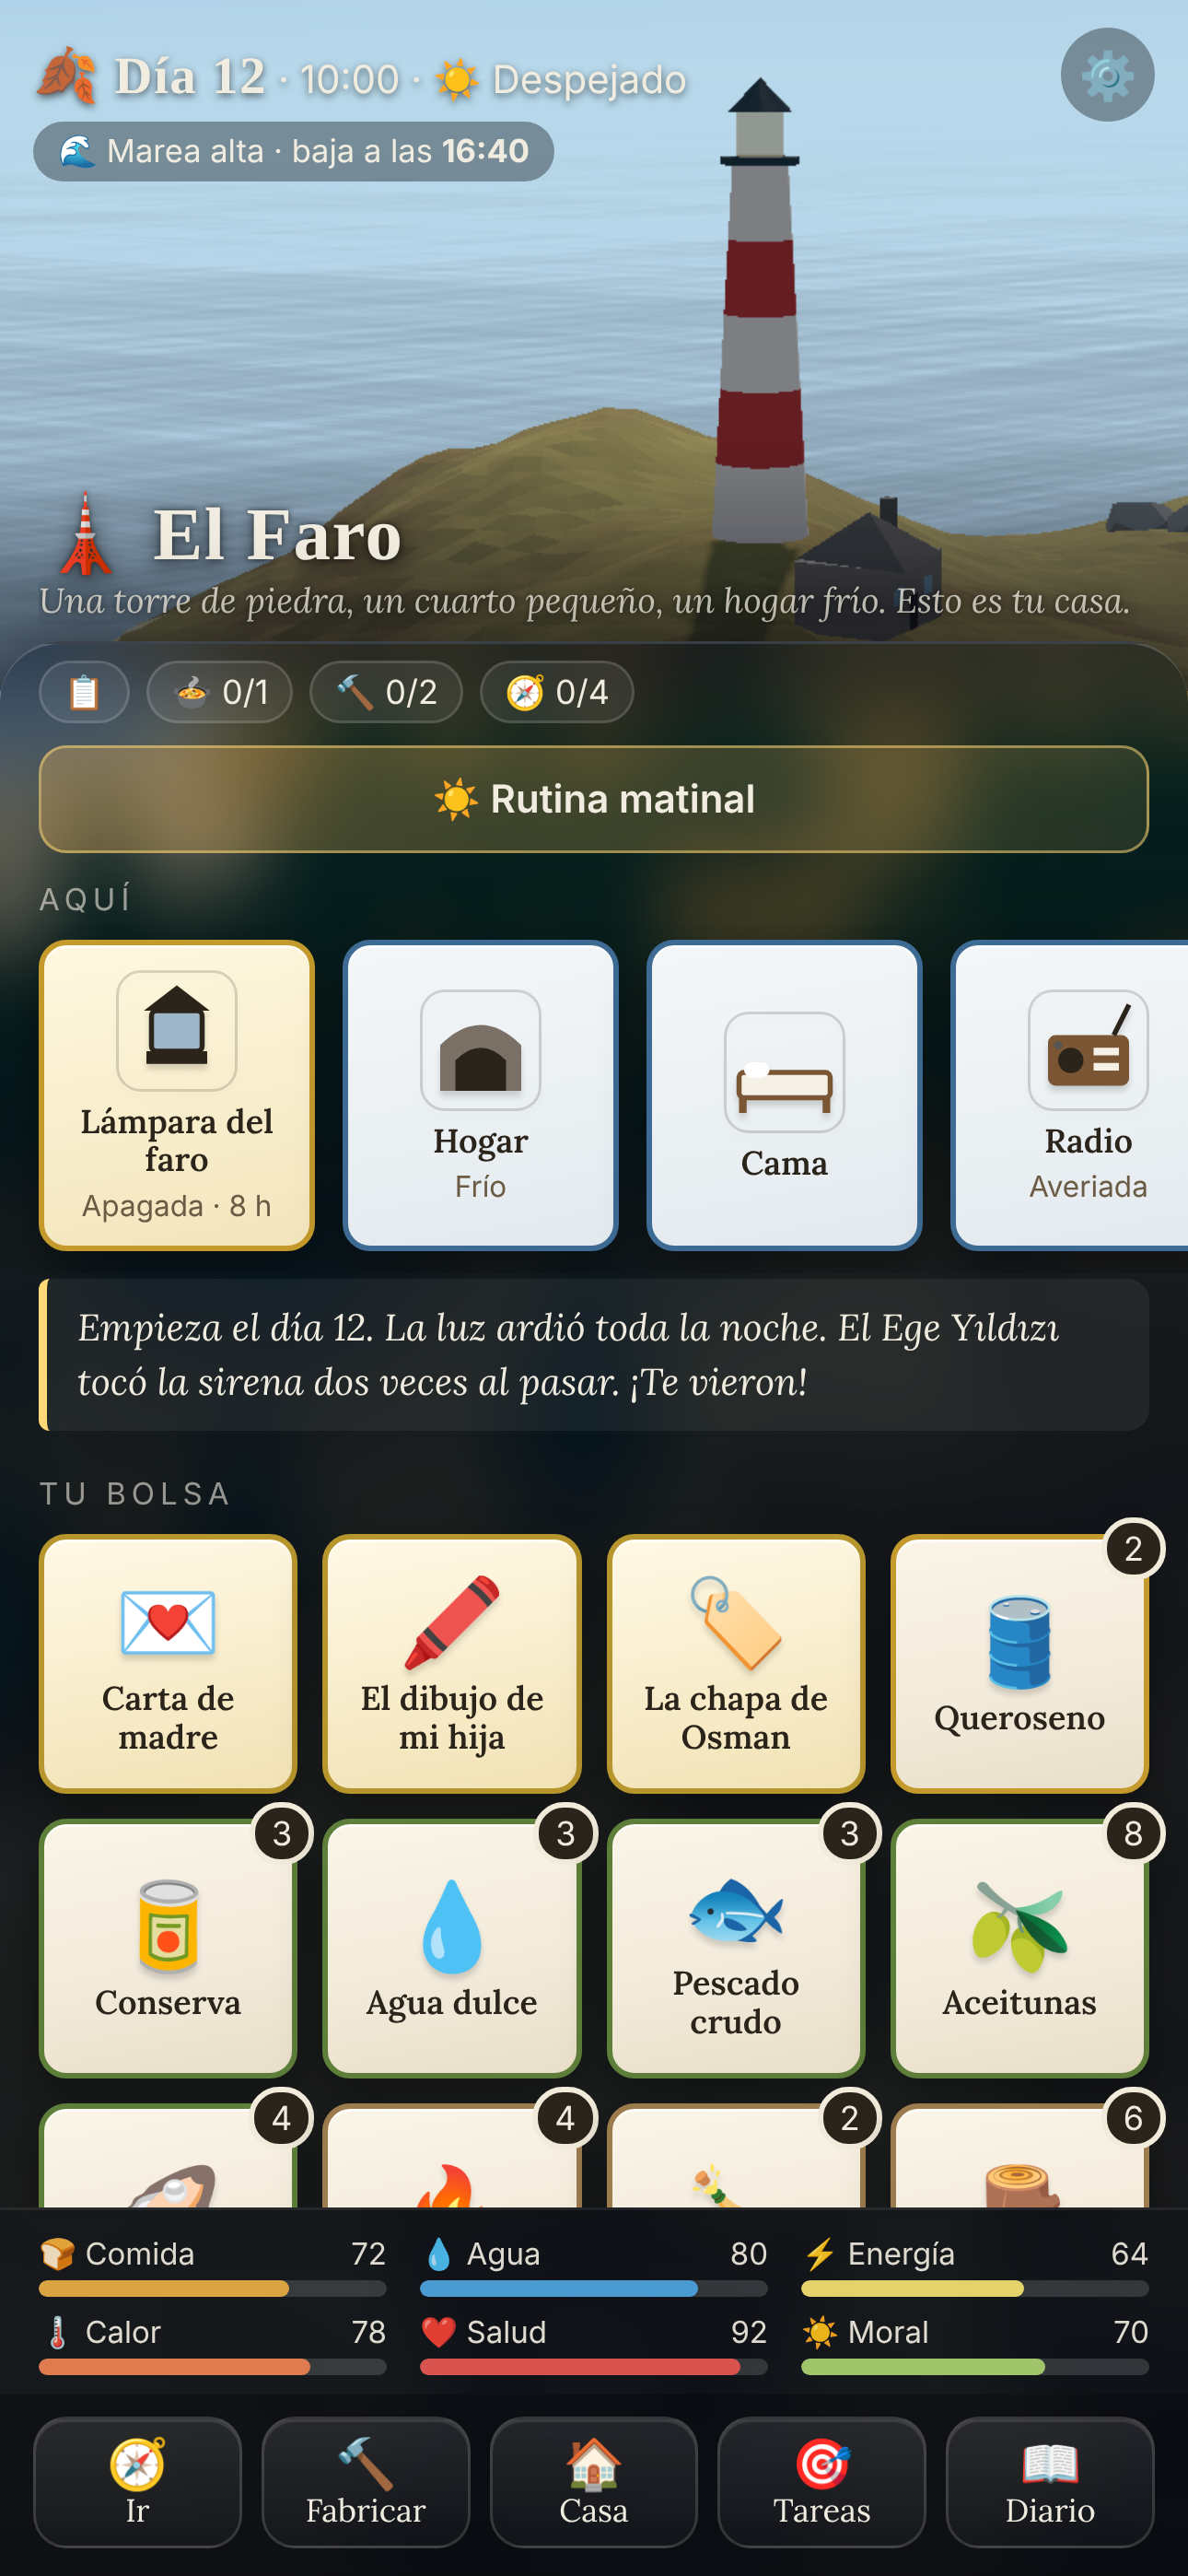 Día 12 · 10:00 · Despejado
Marea alta · baja a las 16:40
El Faro
Una torre de piedra, un cuarto pequeño, un hogar frío. Esto es tu casa.
0/1 0/2 0/4
Rutina matinal
AQUÍ
Lámpara del
faro
Apagada · 8 h
Hogar
Frío
Cama
Radio
Averiada
Empieza el día 12. La luz ardió toda la noche. El Ege Yıldızı
tocó la sirena dos veces al pasar. ¡Te vieron!
TU BOLSA
Carta de
madre
El dibujo de
mi hija
La chapa de
Osman
2
Queroseno
3
Conserva
3
Agua dulce
3
Pescado
crudo
8
Aceitunas
4
4
2
6
Comida 72
Agua 80
Energía 64
Calor 78
Salud 92
Moral 70
Ir
Fabricar
Casa
Tareas
Diario